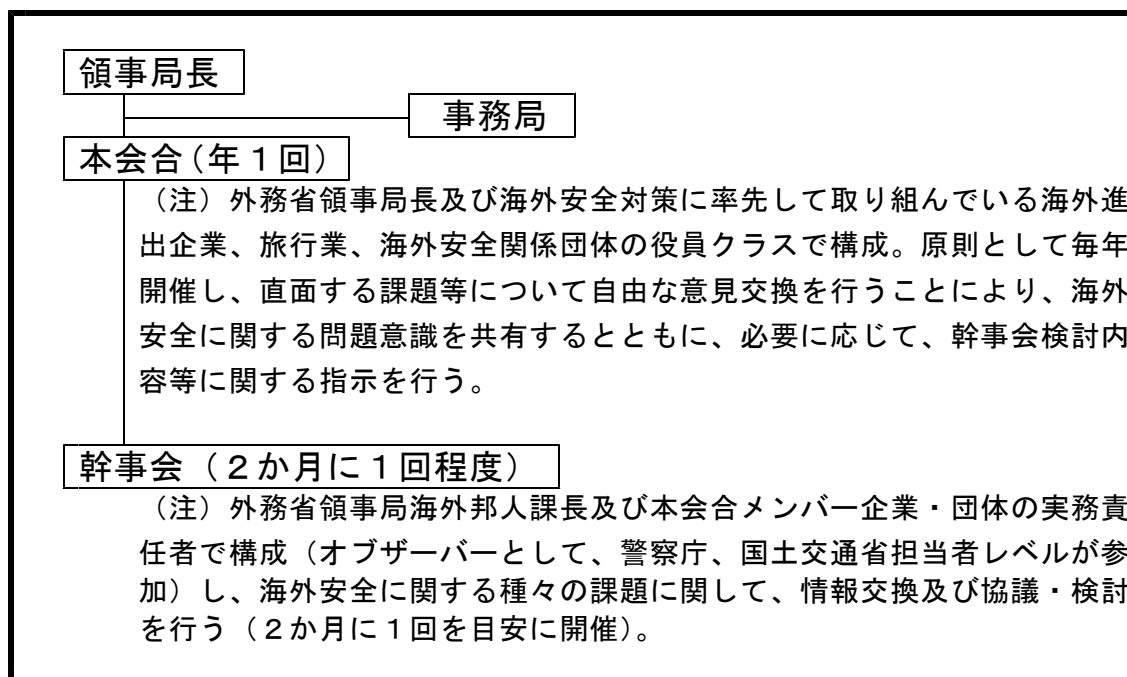 領事局長
事務局
本会合(年１回)
（注）外務省領事局長及び海外安全対策に率先して取り組んでいる海外進
出企業、旅行業、海外安全関係団体の役員クラスで構成。原則として毎年
開催し、直面する課題等について自由な意見交換を行うことにより、海外
安全に関する問題意識を共有するとともに、必要に応じて、幹事会検討内
容等に関する指示を行う。
幹事会（２か月に１回程度）
（注）外務省領事局海外邦人課長及び本会合メンバー企業・団体の実務責
任者で構成（オブザーバーとして、警察庁、国土交通省担当者レベルが参
加）し、海外安全に関する種々の課題に関して、情報交換及び協議・検討
を行う（２か月に１回を目安に開催)。